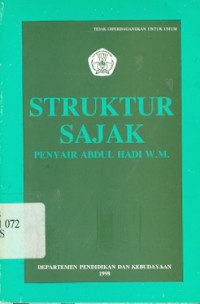 TIDAK DIPERDAGANGKAN UNTUK UMUM
STRUKTUR
SAJAK
PENYAIR ABDUL HADI W.M.
072
S
DEPARTEMEN PENDIDIKAN DAN KEBUDAYAAN
1998